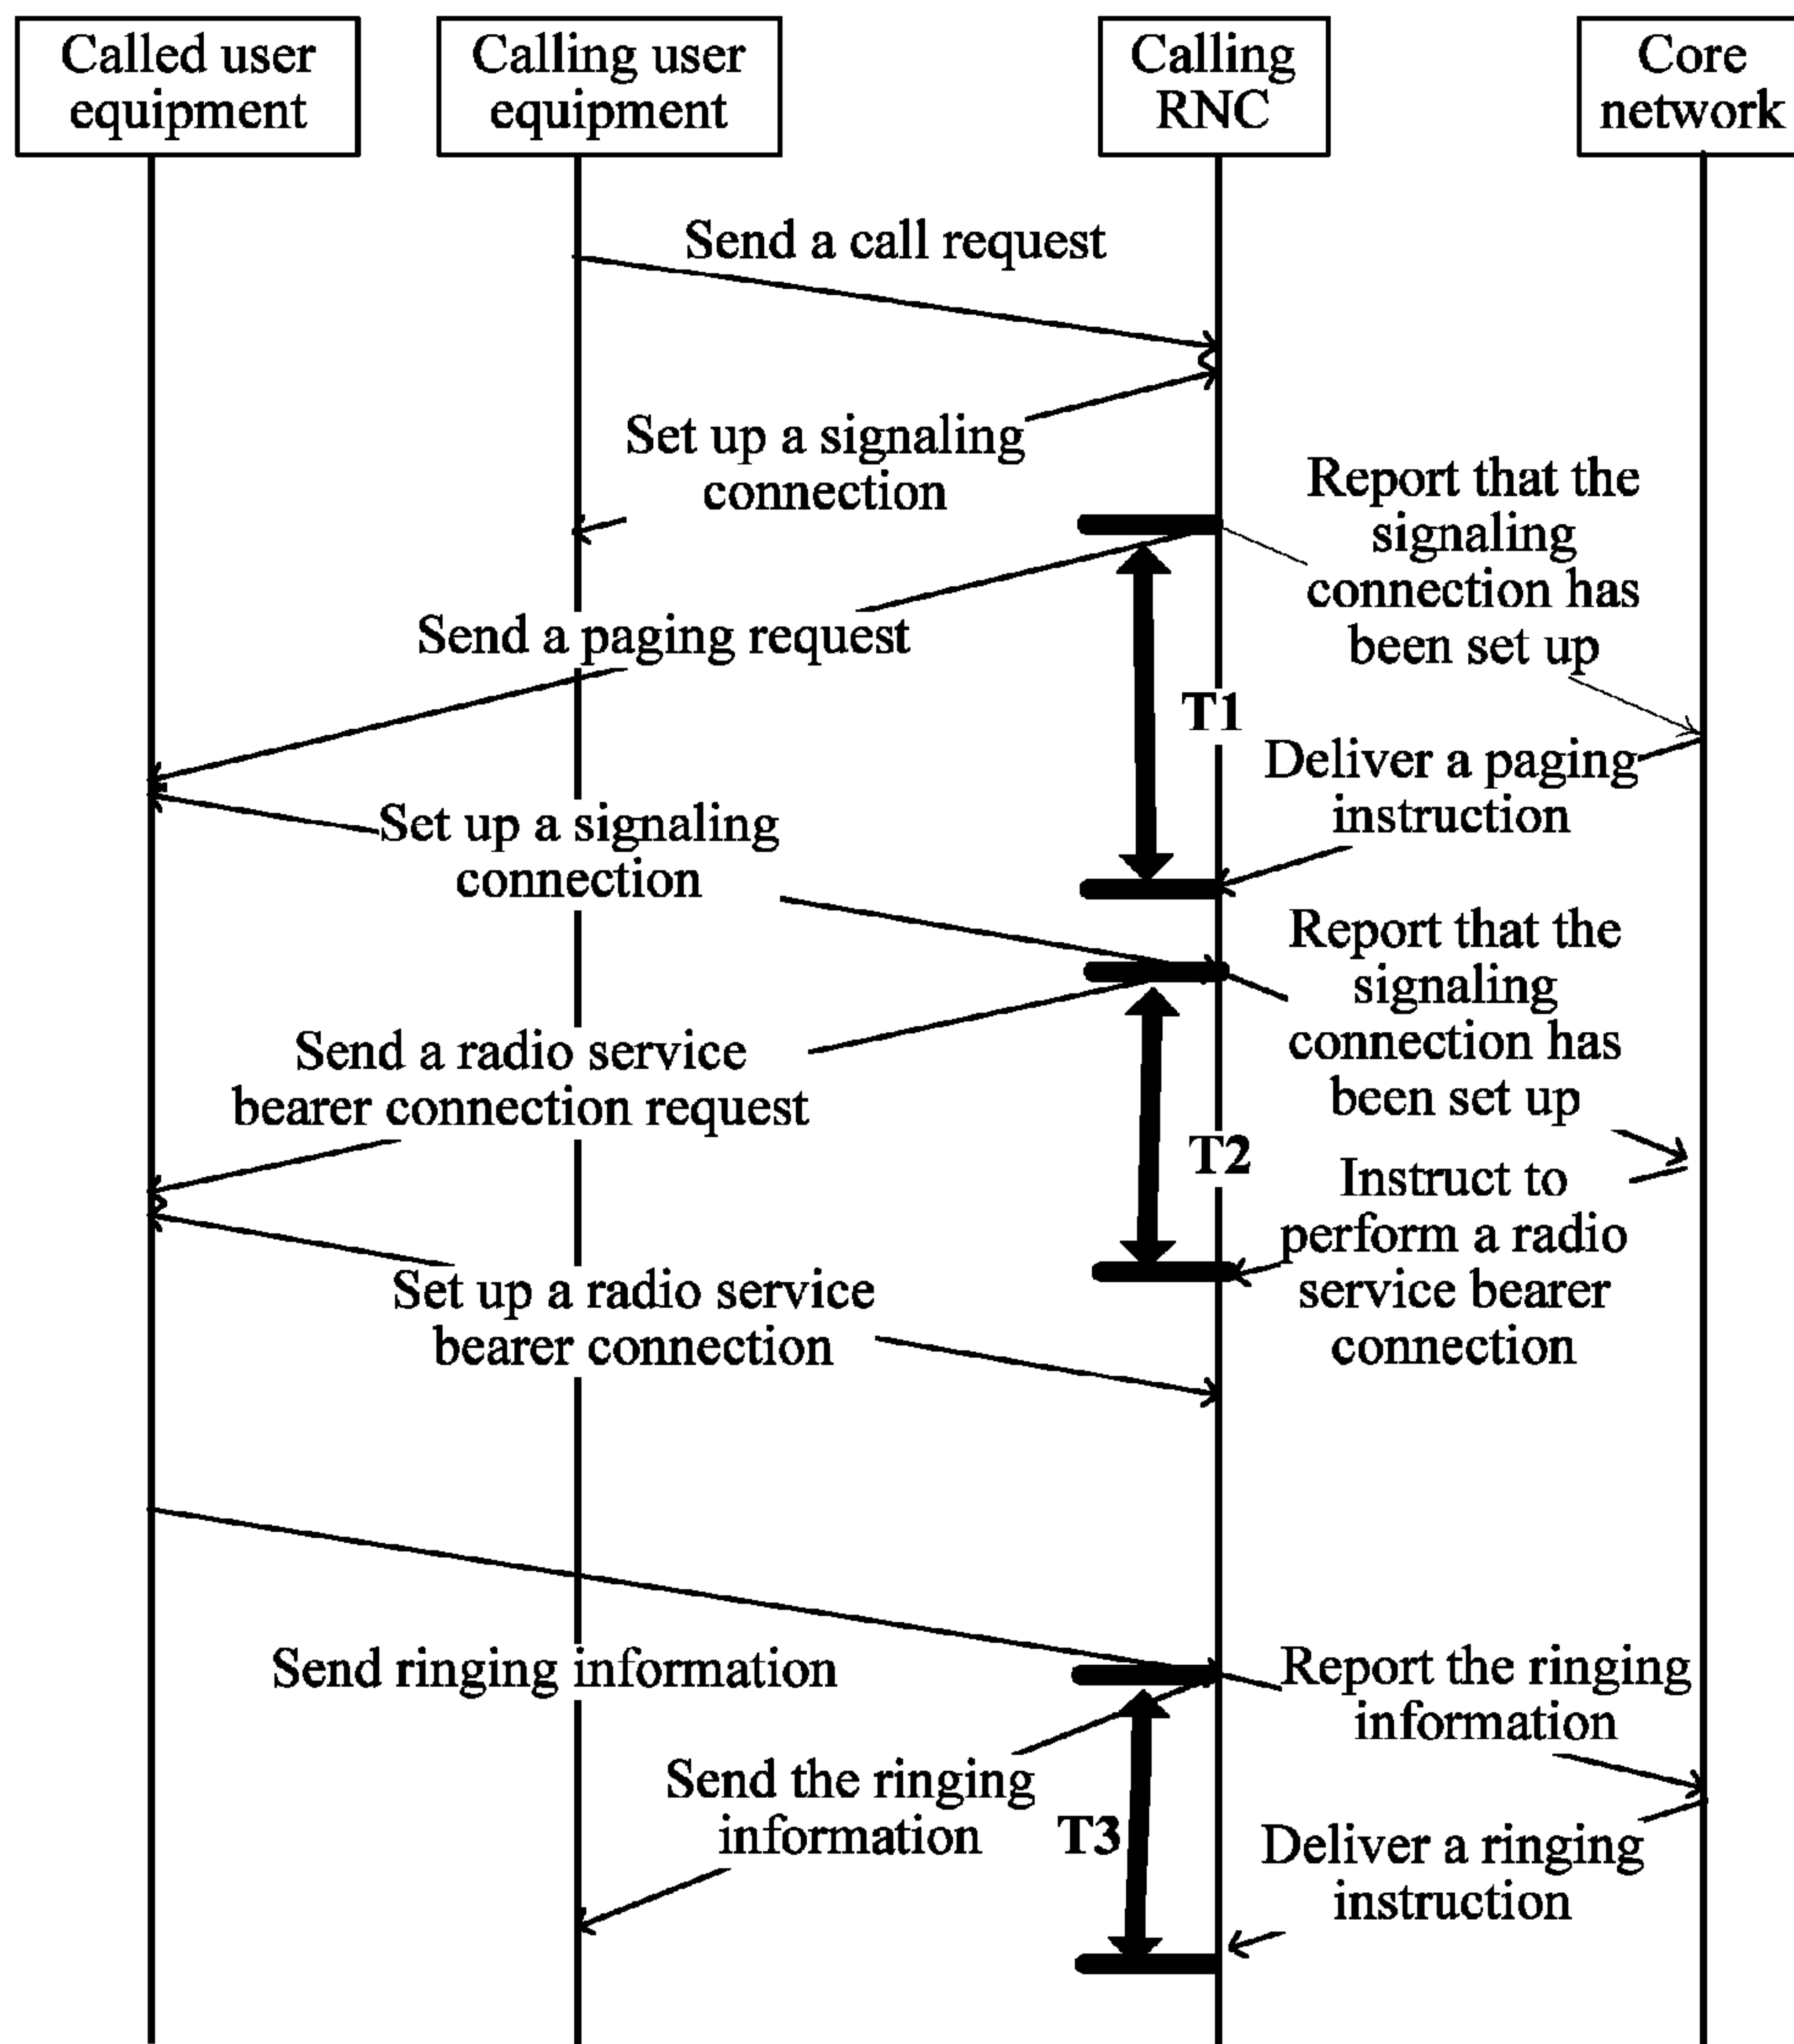 Called user
equipment
Calling user
equipment
Calling
RNC
Core
network
Send a call request
Set up a signaling
connection
Report that the
signaling
connection has
been set up
Send a paging request
T1
Deliver a paging
instruction
Set up a signaling
connection
Report that the
signaling
connection has
been set up
Send a radio service
bearer connection request
T2
Instruct to
perform a radio
service bearer
connection
Set up a radio service
bearer connection
Send ringing information
Report the ringing
information
Send the ringing
information
T3
Deliver a ringing
instruction